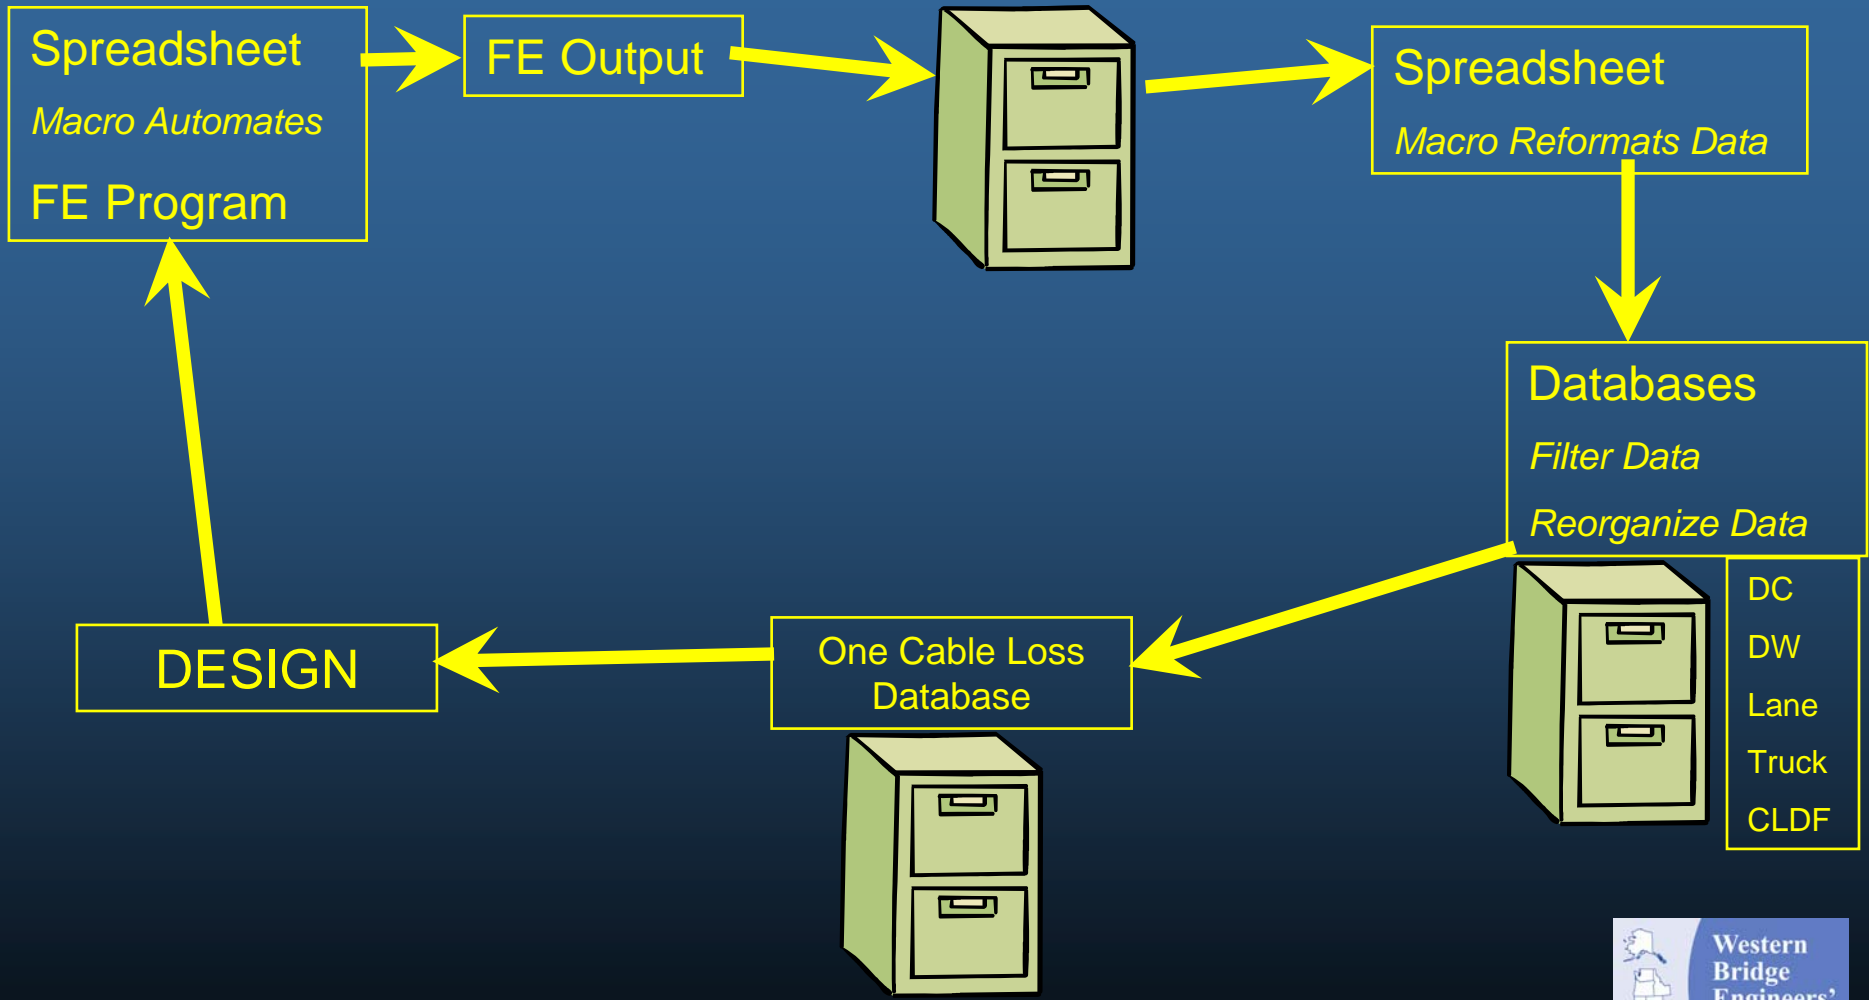 Spreadsheet
Macro Automates
FE Program
FE Output
Spreadsheet
Macro Reformats Data
Databases
Filter Data
Reorganize Data
DC
DW
Lane
Truck
CLDF
One Cable Loss
Database
DESIGN
Western
Bridge
Engineers'